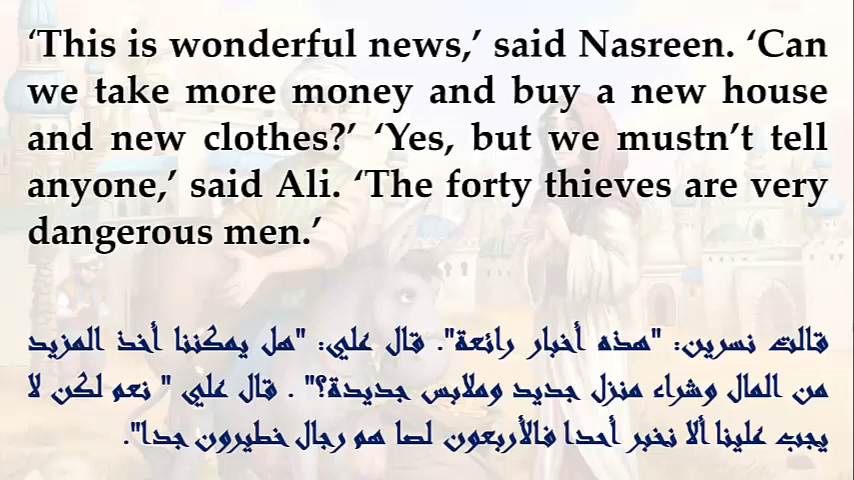 ‘This is wonderful news,’ said Nasreen. ‘Can
we take more money and buy a new house
and new clothes?’ ‘Yes, but we mustn’t tell
anyone,’ said Ali. ‘The forty thieves are very
dangerous men.’
قالت نسرين: "هذه أخبار رائعة". قال علي: "هل يمكننا أخذ المزيد
من المال وشراء منزل جديد وملابس جديدة؟" . قال علي " نعم لكن لا
يجب علينا ألا نخبر أحدا فالأربعون لصا هم رجال خطيرون جدا".